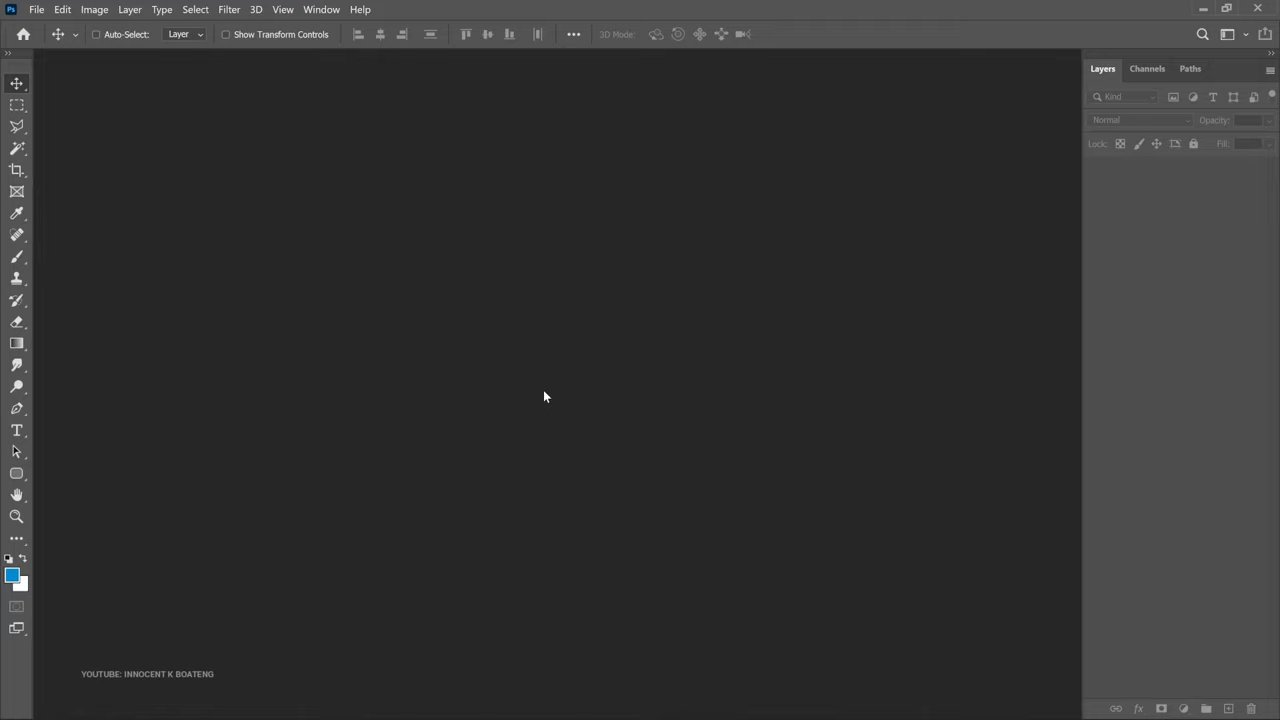 Ps File Edit Image Layer Type Select Filter 3D View Window Help
Auto-Select: Layer Show Transform Controls 3D Mode:
Layers Channels Paths
Kind
Normal Opacity:
Lock: Fill:
YOUTUBE: INNOCENT K BOATENG